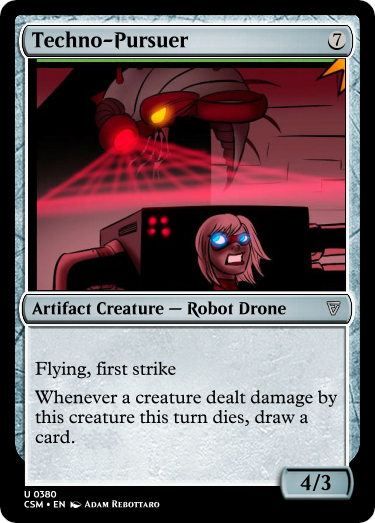 Techno-Pursuer 7
Artifact Creature — Robot Drone
Flying, first strike
Whenever a creature dealt damage by
this creature this turn dies, draw a
card.
4/3
U 0380
CSM • EN Adam Rebottaro